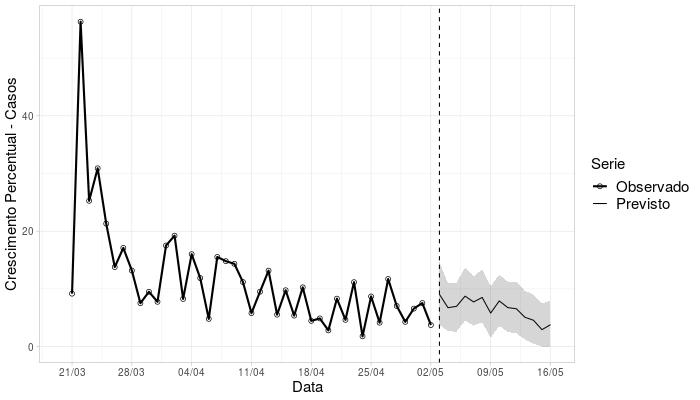 Crescimento Percentual - Casos
40
20
0
21/03 28/03 04/04 11/04 18/04 25/04 02/05 09/05 16/05
Data
Serie
Observado
Previsto